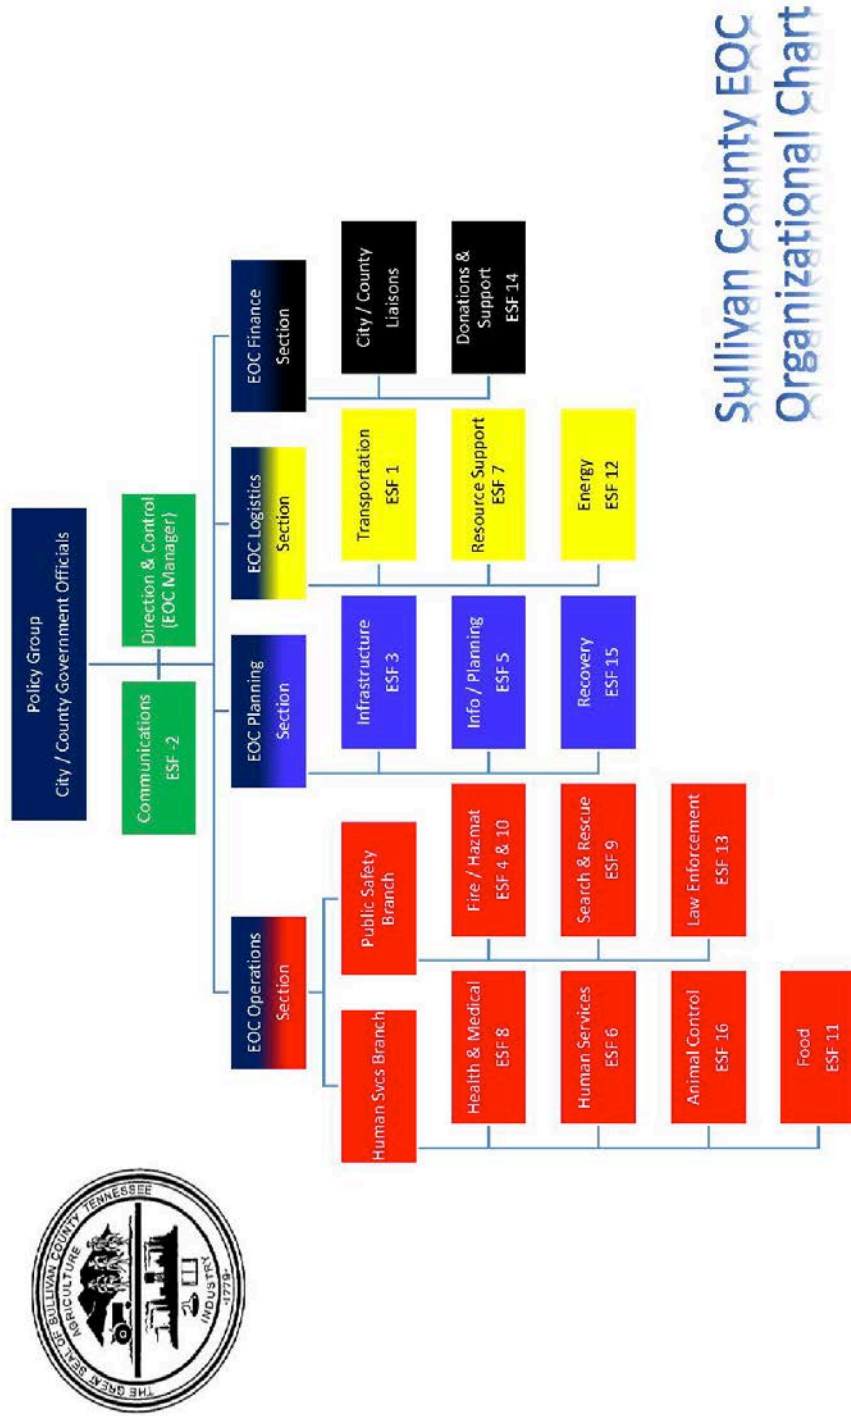 THE GREAT SEAL OF SULLIVAN COUNTY TENNESSEE
AGRICULTURE
INDUSTRY
-1779-
Policy Group
City / County Government Officials
Communications
ESF -2
Direction & Control
(EOC Manager)
EOC Operations
Section
EOC Planning
Section
EOC Logistics
Section
EOC Finance
Section
Human Svcs Branch
Public Safety
Branch
Infrastructure
ESF 3
Transportation
ESF 1
City / County
Liaisons
Health & Medical
ESF 8
Fire / Hazmat
ESF 4 & 10
Info / Planning
ESF 5
Resource Support
ESF 7
Donations &
Support
ESF 14
Human Services
ESF 6
Search & Rescue
ESF 9
Recovery
ESF 15
Energy
ESF 12
Animal Control
ESF 16
Law Enforcement
ESF 13
Food
ESF 11
Sullivan County EOC
Organizational Chart